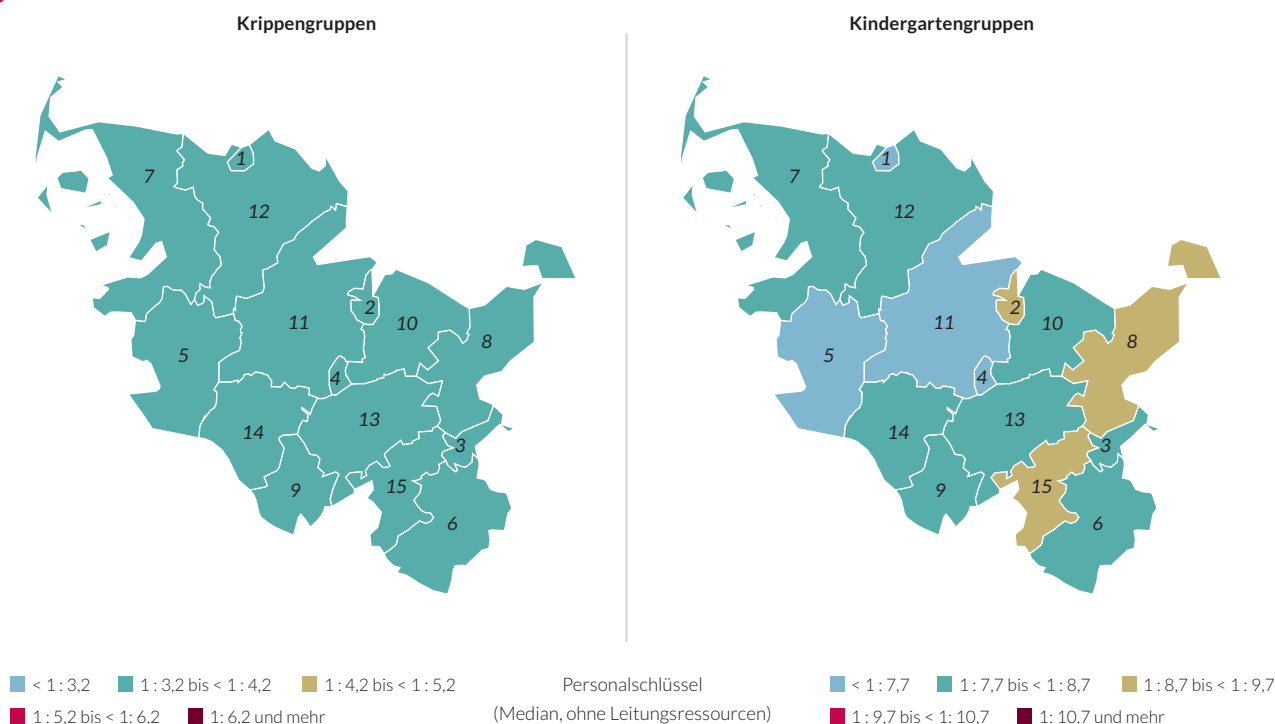 Krippengruppen
Kindergartengruppen
1
7
12
2
11
10
8
5
4
13
14
3
9
15
6
1
7
12
2
11
10
8
5
4
13
14
3
9
15
6
< 1 : 3,2
1 : 3,2 bis < 1 : 4,2
1 : 4,2 bis < 1 : 5,2
1 : 5,2 bis < 1: 6,2
1: 6,2 und mehr
Personalschlüssel
(Median, ohne Leitungsressourcen)
< 1 : 7,7
1 : 7,7 bis < 1 : 8,7
1 : 8,7 bis < 1 : 9,7
1 : 9,7 bis < 1: 10,7
1: 10,7 und mehr